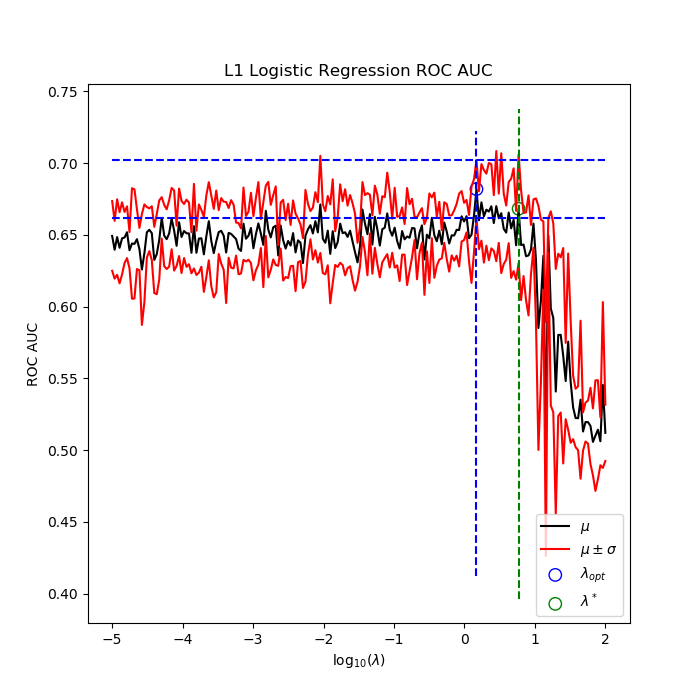 L1 Logistic Regression ROC AUC
0.75
0.70
0.65
0.60
0.55
0.50
0.45
0.40
ROC AUC
μ
μ ± σ
λ_opt
λ*
−5 −4 −3 −2 −1 0 1 2
log₁₀(λ)